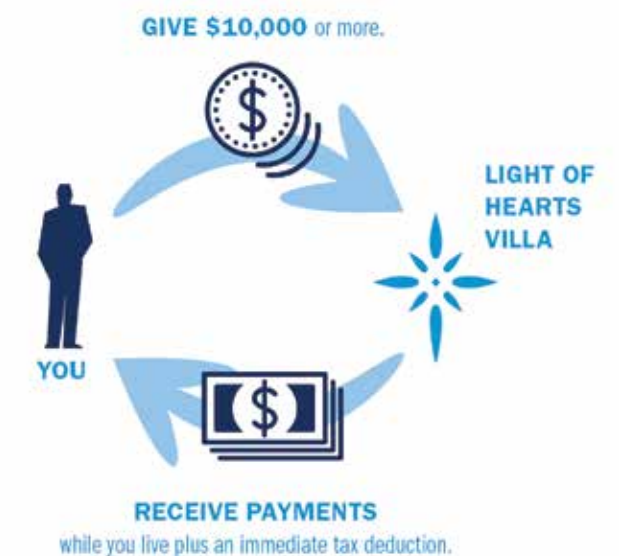 GIVE $10,000 or more.
$
LIGHT OF
HEARTS
VILLA
YOU
$
RECEIVE PAYMENTS
while you live plus an immediate tax deduction.